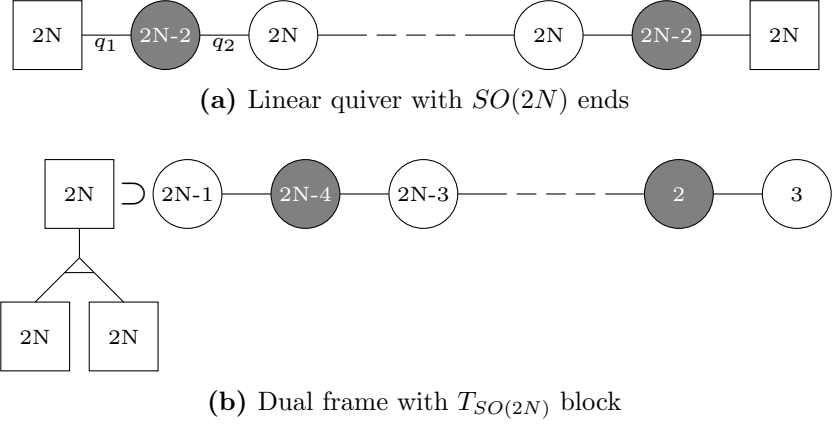 2N 2N-2 2N 2N 2N-2 2N
q₁ q₂
(a) Linear quiver with SO(2N) ends
2N ⊃ 2N-1 2N-4 2N-3 2 3
2N 2N
(b) Dual frame with T_{SO(2N)} block